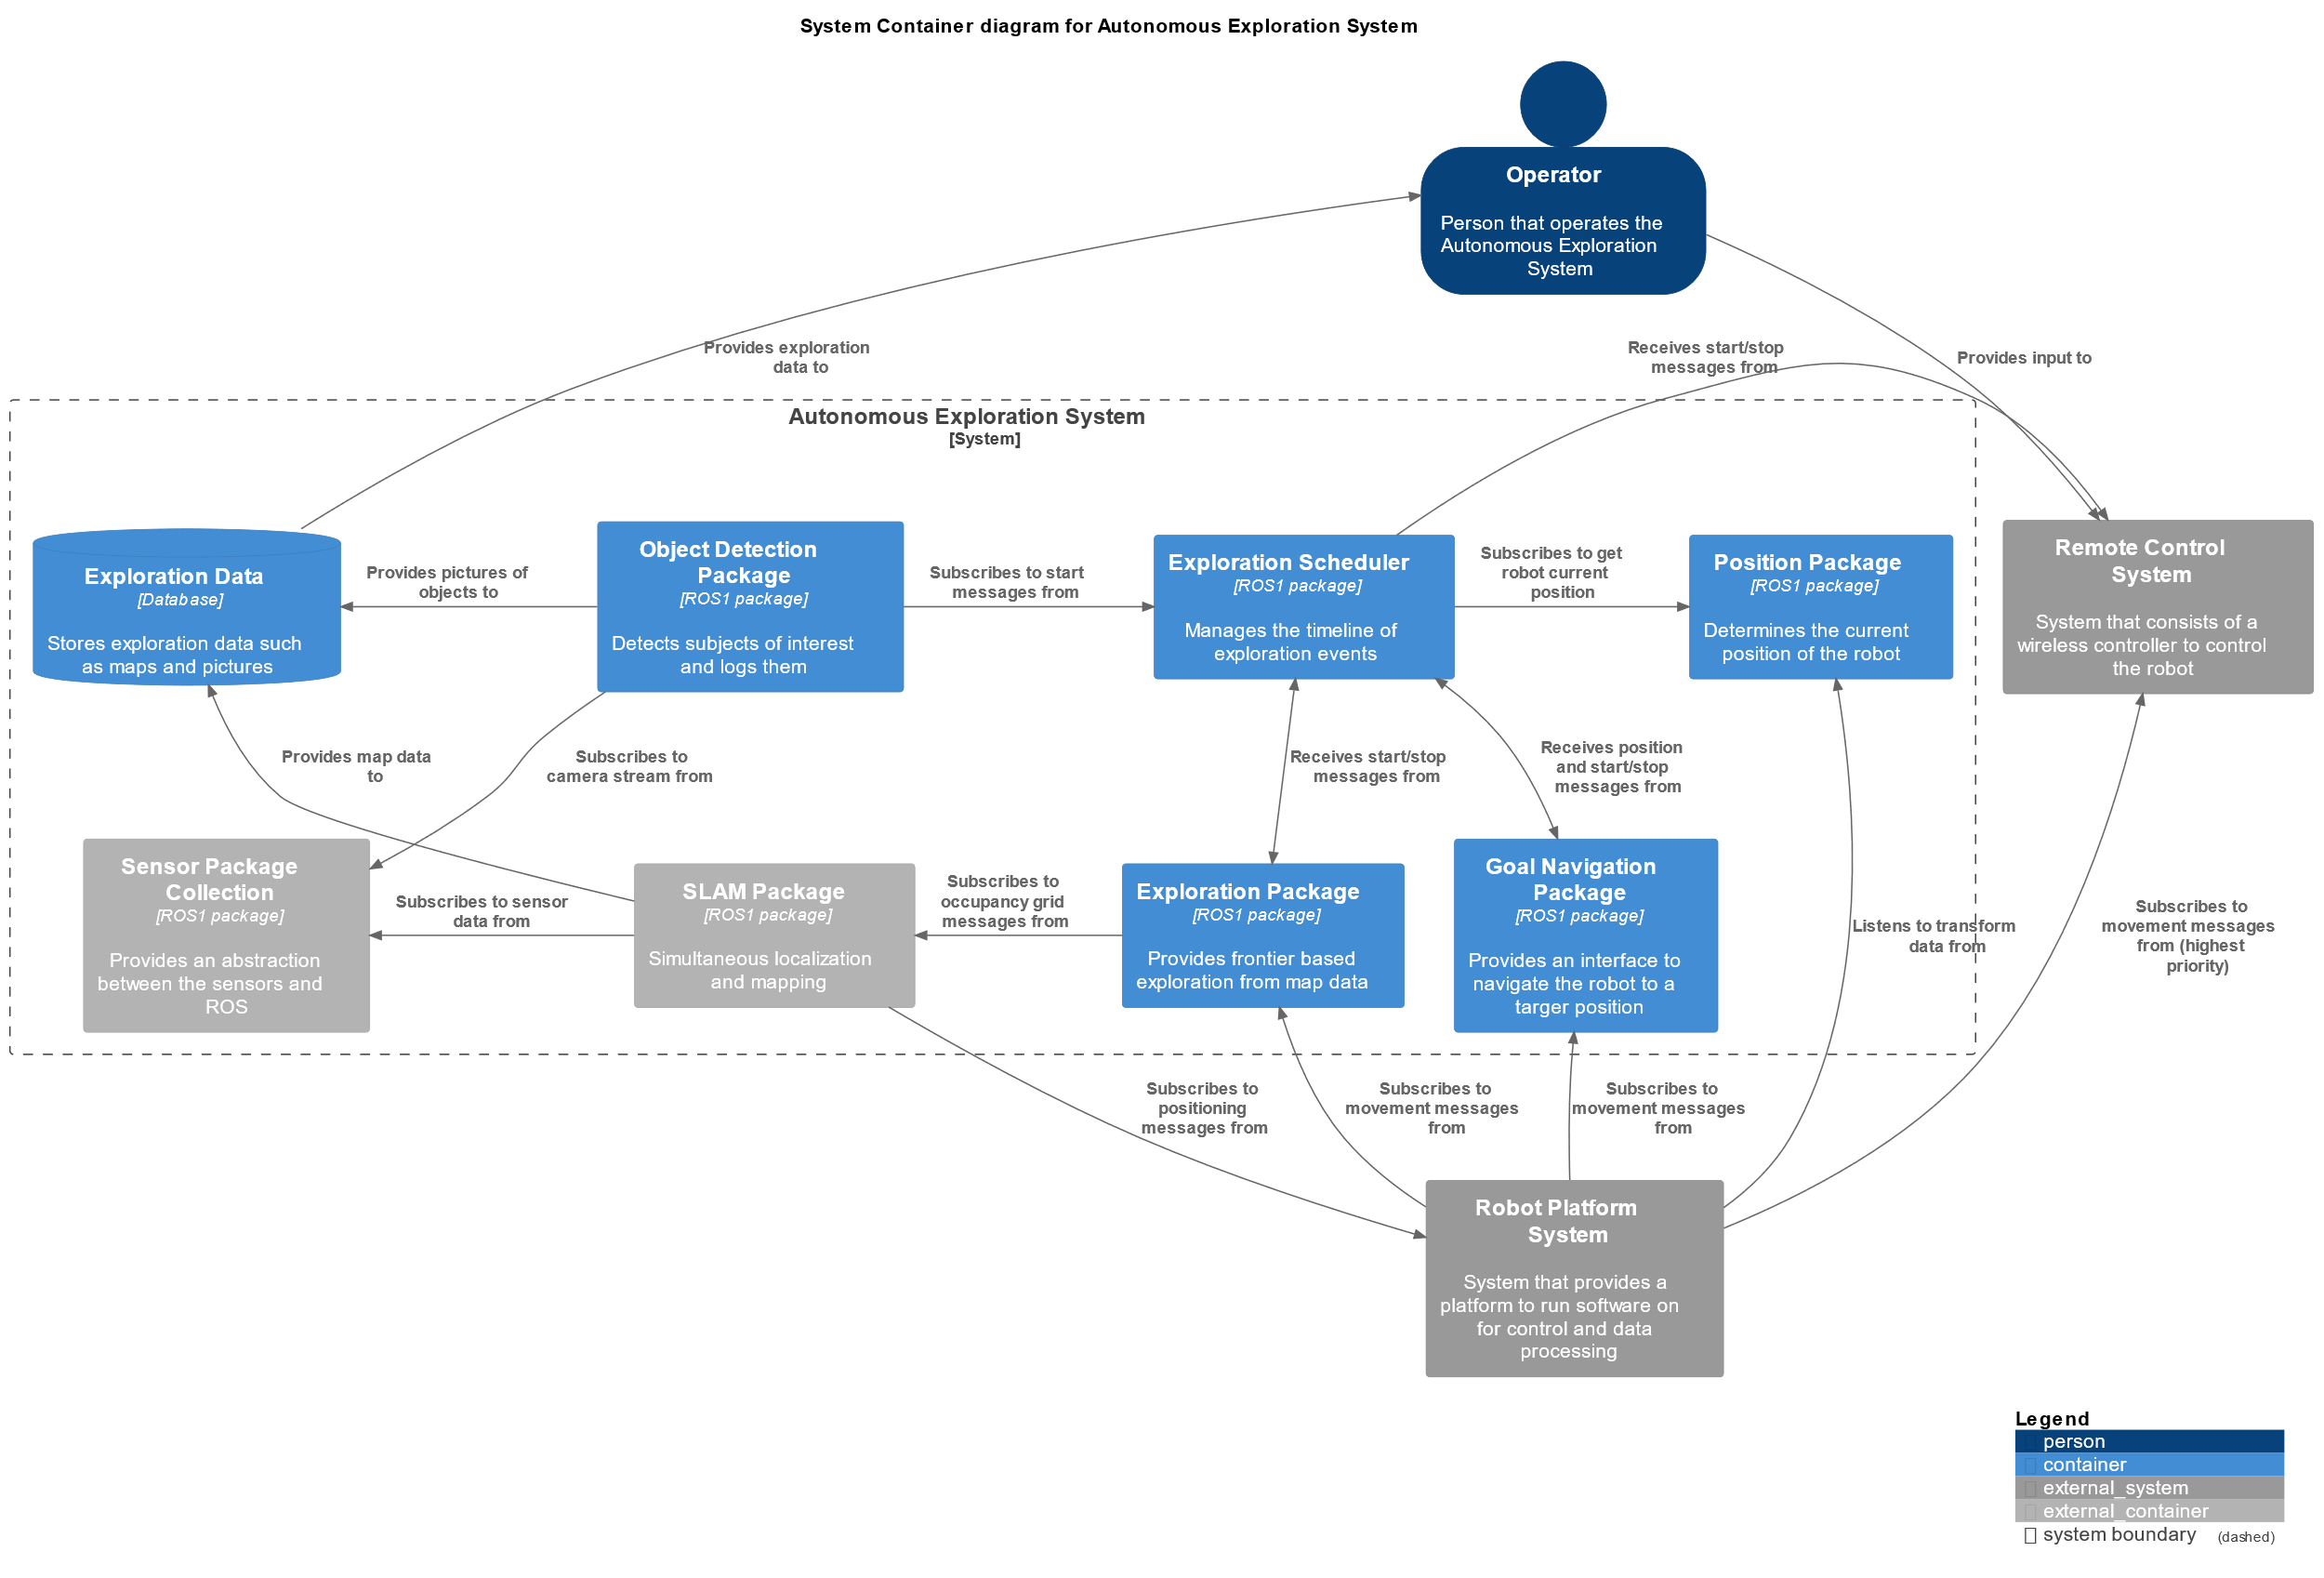 System Container diagram for Autonomous Exploration System
Operator
Person that operates the
Autonomous Exploration
System
Provides exploration
data to
Receives start/stop
messages from
Provides input to
Autonomous Exploration System
[System]
Exploration Data
[Database]
Stores exploration data such
as maps and pictures
Provides pictures of
objects to
Object Detection
Package
[ROS1 package]
Detects subjects of interest
and logs them
Subscribes to start
messages from
Exploration Scheduler
[ROS1 package]
Manages the timeline of
exploration events
Subscribes to get
robot current
position
Position Package
[ROS1 package]
Determines the current
position of the robot
Remote Control
System
System that consists of a
wireless controller to control
the robot
Provides map data
to
Subscribes to
camera stream from
Receives start/stop
messages from
Receives position
and start/stop
messages from
Sensor Package
Collection
[ROS1 package]
Provides an abstraction
between the sensors and
ROS
Subscribes to sensor
data from
SLAM Package
[ROS1 package]
Simultaneous localization
and mapping
Subscribes to
occupancy grid
messages from
Exploration Package
[ROS1 package]
Provides frontier based
exploration from map data
Goal Navigation
Package
[ROS1 package]
Provides an interface to
navigate the robot to a
targer position
Listens to transform
data from
Subscribes to
movement messages
from (highest
priority)
Subscribes to
positioning
messages from
Subscribes to
movement messages
from
Subscribes to
movement messages
from
Robot Platform
System
System that provides a
platform to run software on
for control and data
processing
Legend
person
container
external_system
external_container
system boundary (dashed)